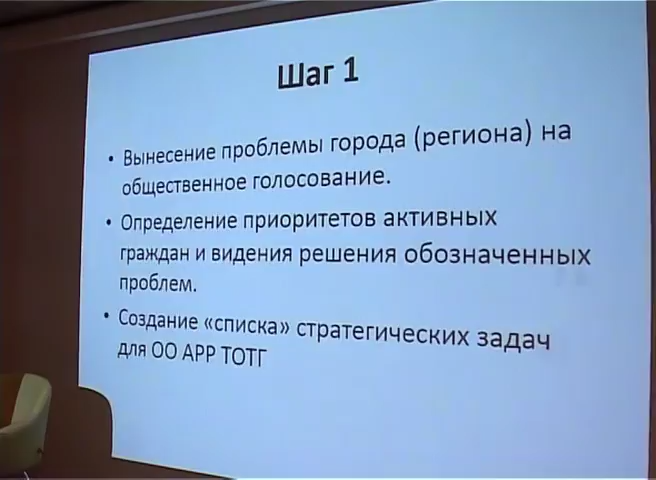 Шаг 1
• Вынесение проблемы города (региона) на
общественное голосование.
• Определение приоритетов активных
граждан и видения решения обозначенных
проблем.
• Создание «списка» стратегических задач
для ОО АРР ТОТГ